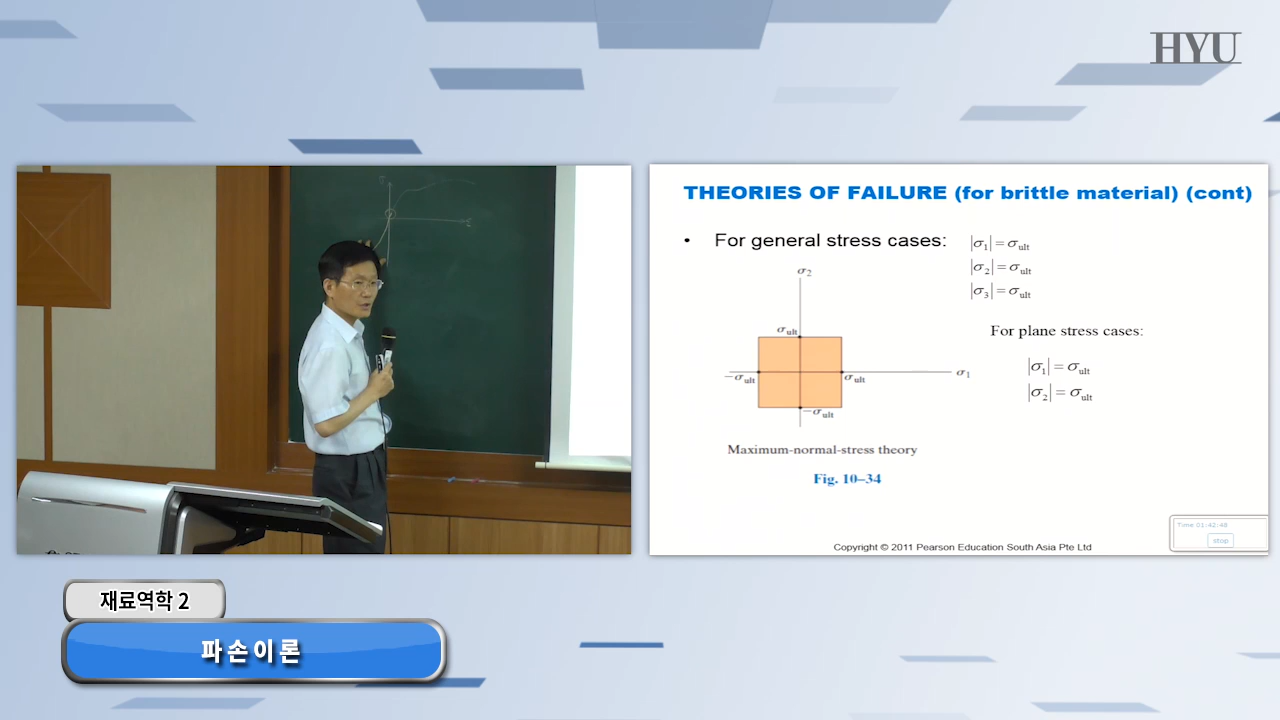 HYU
THEORIES OF FAILURE (for brittle material) (cont)
• For general stress cases:
|σ₁| = σult
|σ₂| = σult
|σ₃| = σult
σ₂
σult
−σult
σult
σ₁
−σult
For plane stress cases:
|σ₁| = σult
|σ₂| = σult
Maximum-normal-stress theory
Fig. 10–34
Time 01:42:48
stop
Copyright © 2011 Pearson Education South Asia Pte Ltd
재료역학 2
파손이론